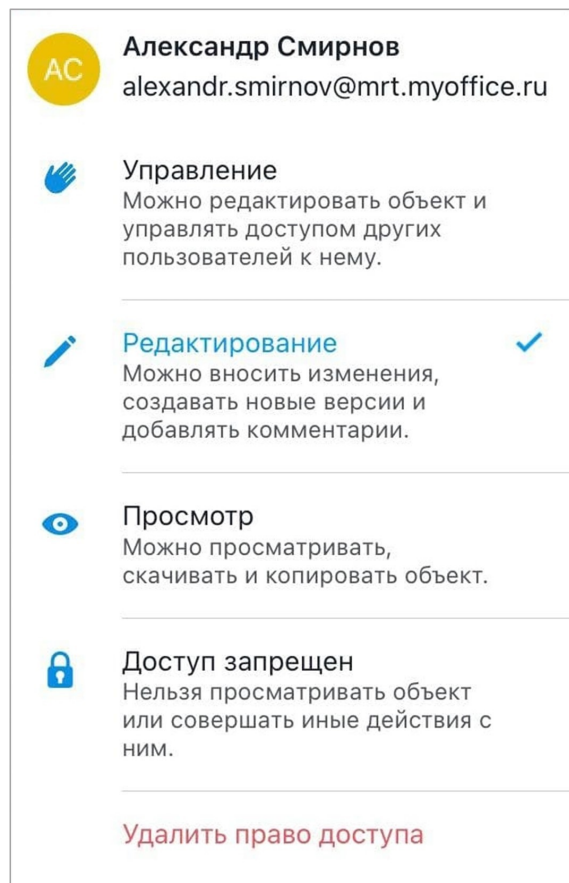 АС
Александр Смирнов
alexandr.smirnov@mrt.myoffice.ru
Управление
Можно редактировать объект и
управлять доступом других
пользователей к нему.
Редактирование
Можно вносить изменения,
создавать новые версии и
добавлять комментарии.
Просмотр
Можно просматривать,
скачивать и копировать объект.
Доступ запрещен
Нельзя просматривать объект
или совершать иные действия с
ним.
Удалить право доступа